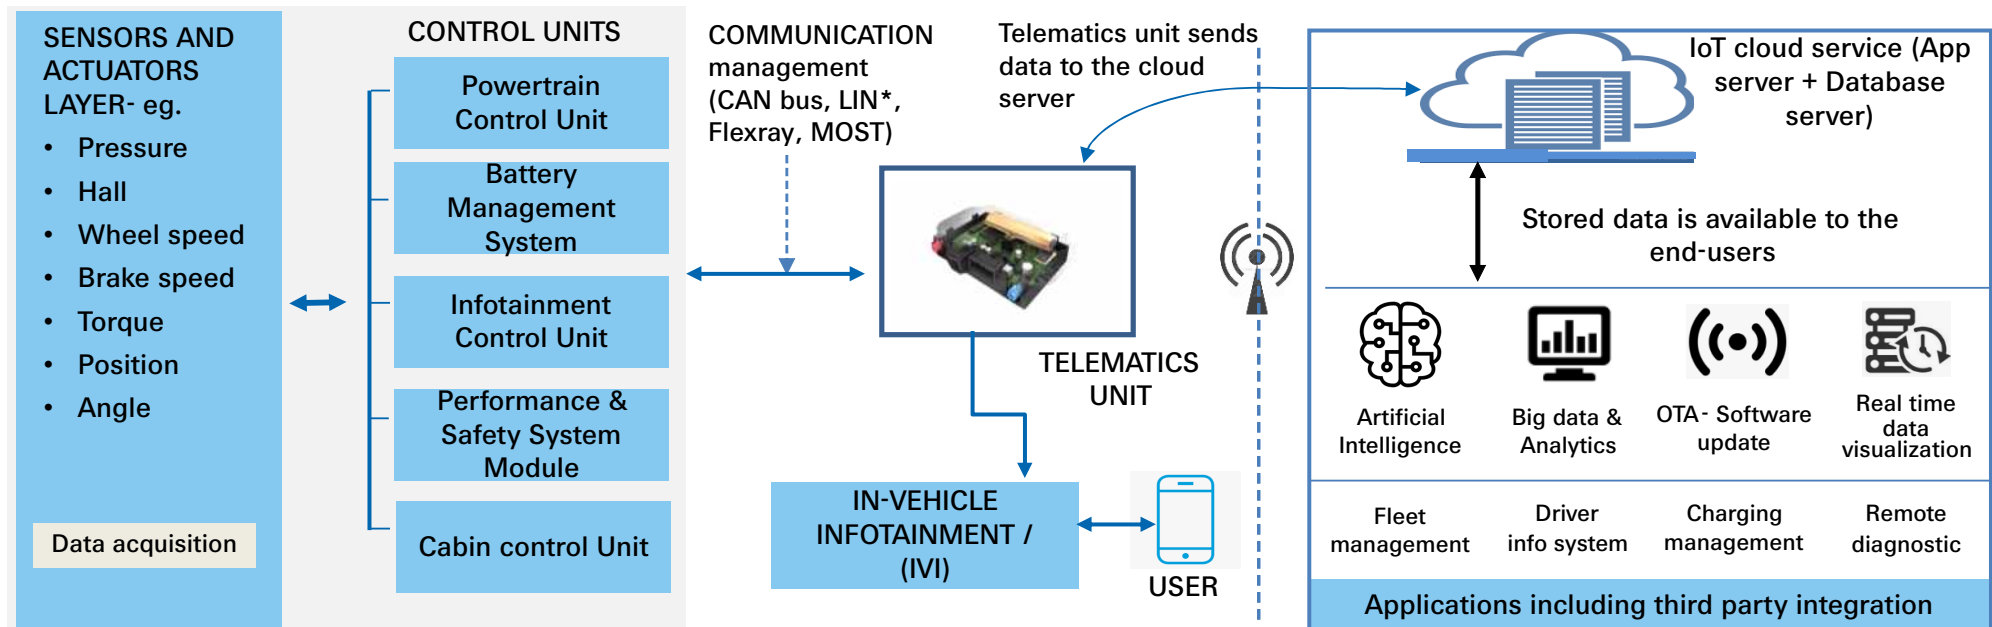 SENSORS AND
ACTUATORS
LAYER- eg.
• Pressure
• Hall
• Wheel speed
• Brake speed
• Torque
• Position
• Angle
Data acquisition
CONTROL UNITS
Powertrain
Control Unit
Battery
Management
System
Infotainment
Control Unit
Performance &
Safety System
Module
Cabin control Unit
COMMUNICATION
management
(CAN bus, LIN*,
Flexray, MOST)
Telematics unit sends
data to the cloud
server
TELEMATICS
UNIT
IN-VEHICLE
INFOTAINMENT /
(IVI)
USER
IoT cloud service (App
server + Database
server)
Stored data is available to the
end-users
Artificial
Intelligence
Big data &
Analytics
OTA- Software
update
Real time
data
visualization
Fleet
management
Driver
info system
Charging
management
Remote
diagnostic
Applications including third party integration